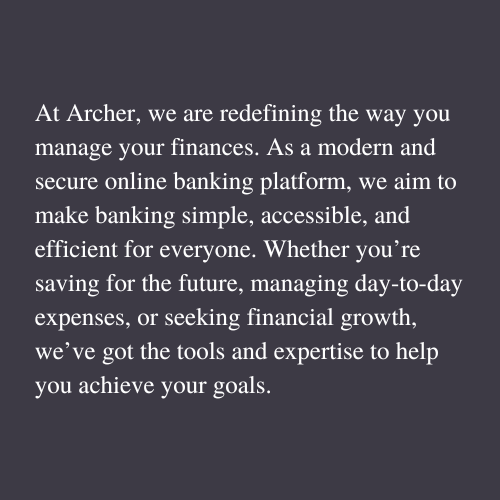 At Archer, we are redefining the way you
manage your finances. As a modern and
secure online banking platform, we aim to
make banking simple, accessible, and
efficient for everyone. Whether you’re
saving for the future, managing day-to-day
expenses, or seeking financial growth,
we’ve got the tools and expertise to help
you achieve your goals.